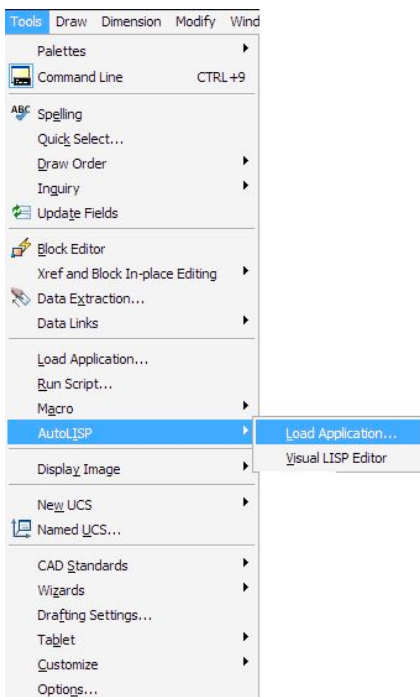 Tools Draw Dimension Modify Wind
Palettes
Command Line CTRL+9
ABC Spelling
Quick Select...
Draw Order
Inquiry
Update Fields
Block Editor
Xref and Block In-place Editing
Data Extraction...
Data Links
Load Application...
Run Script...
Macro
AutoLISP
Load Application...
Visual LISP Editor
Display Image
New UCS
Named UCS...
CAD Standards
Wizards
Drafting Settings...
Tablet
Customize
Options...